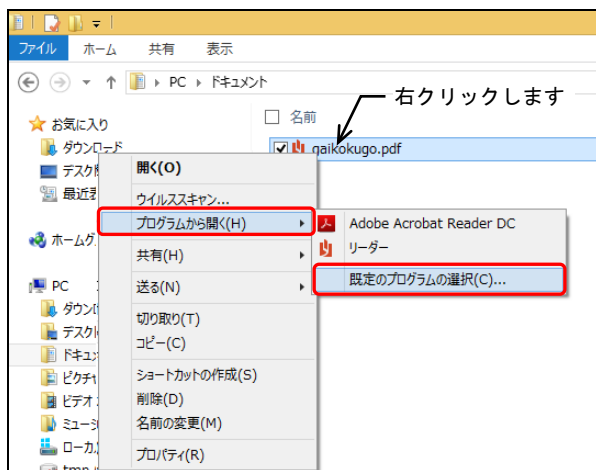 ファイル ホーム 共有 表示
PC ドキュメント
右クリックします
お気に入り
名前
ダウンロード
gaikokugo.pdf
デスク
最近
ホームグ
PC
ダウン
デスク
ドキュメ
ピクチャ
ビデオ
ミュージ
ローカ
開く(O)
ウイルススキャン...
プログラムから開く(H)
共有(H)
送る(N)
切り取り(T)
コピー(C)
ショートカットの作成(S)
削除(D)
名前の変更(M)
プロパティ(R)
Adobe Acrobat Reader DC
リーダー
既定のプログラムの選択(C)...